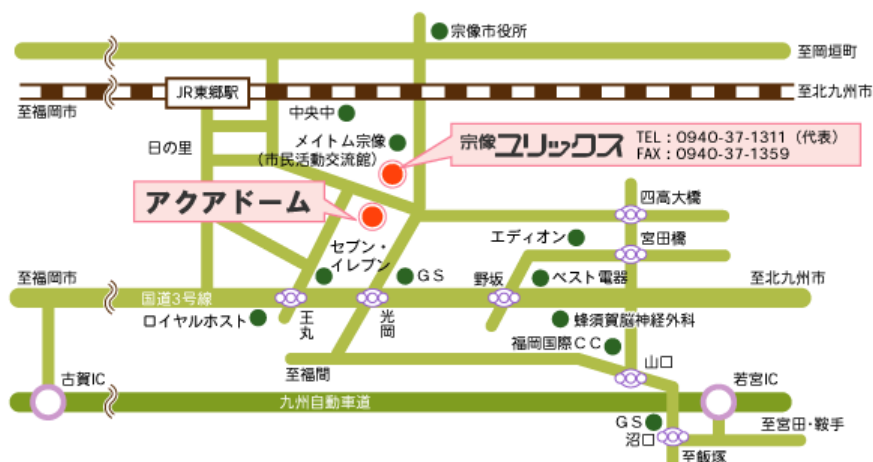 宗像市役所
至岡垣町
JR東郷駅
至北九州市
至福岡市
中央中
日の里
メイトム宗像
(市民活動交流館)
宗像ユリックス
TEL:0940-37-1311(代表)
FAX:0940-37-1359
アクアドーム
四高大橋
エディオン
宮田橋
セブン・
イレブン
GS
野坂
ベスト電器
至福岡市
至北九州市
国道3号線
ロイヤルホスト
王丸
光岡
蜂須賀脳神経外科
福岡国際CC
山口
至福間
古賀IC
若宮IC
九州自動車道
GS
沼口
至宮田・鞍手
至飯塚